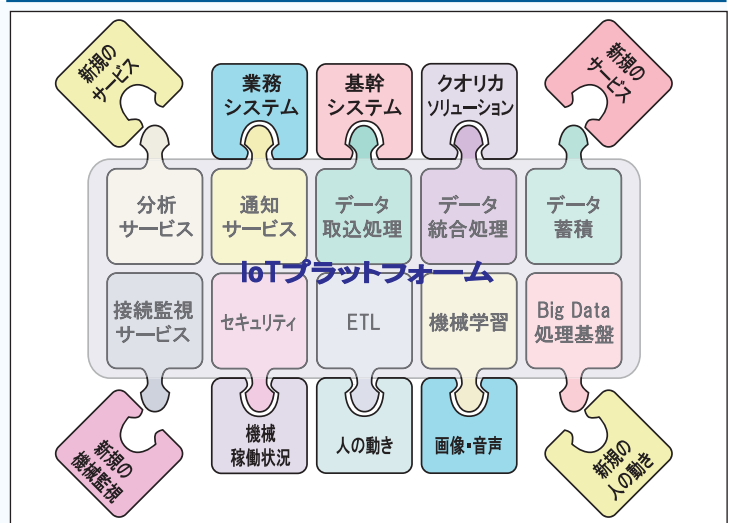 新規の
サービス
業務
システム
基幹
システム
クオリカ
ソリューション
新規の
サービス
分析
サービス
通知
サービス
データ
取込処理
データ
統合処理
データ
蓄積
IoTプラットフォーム
接続監視
サービス
セキュリティ
ETL
機械学習
Big Data
処理基盤
新規の
機械監視
機械
稼働状況
人の動き
画像・音声
新規の
人の動き